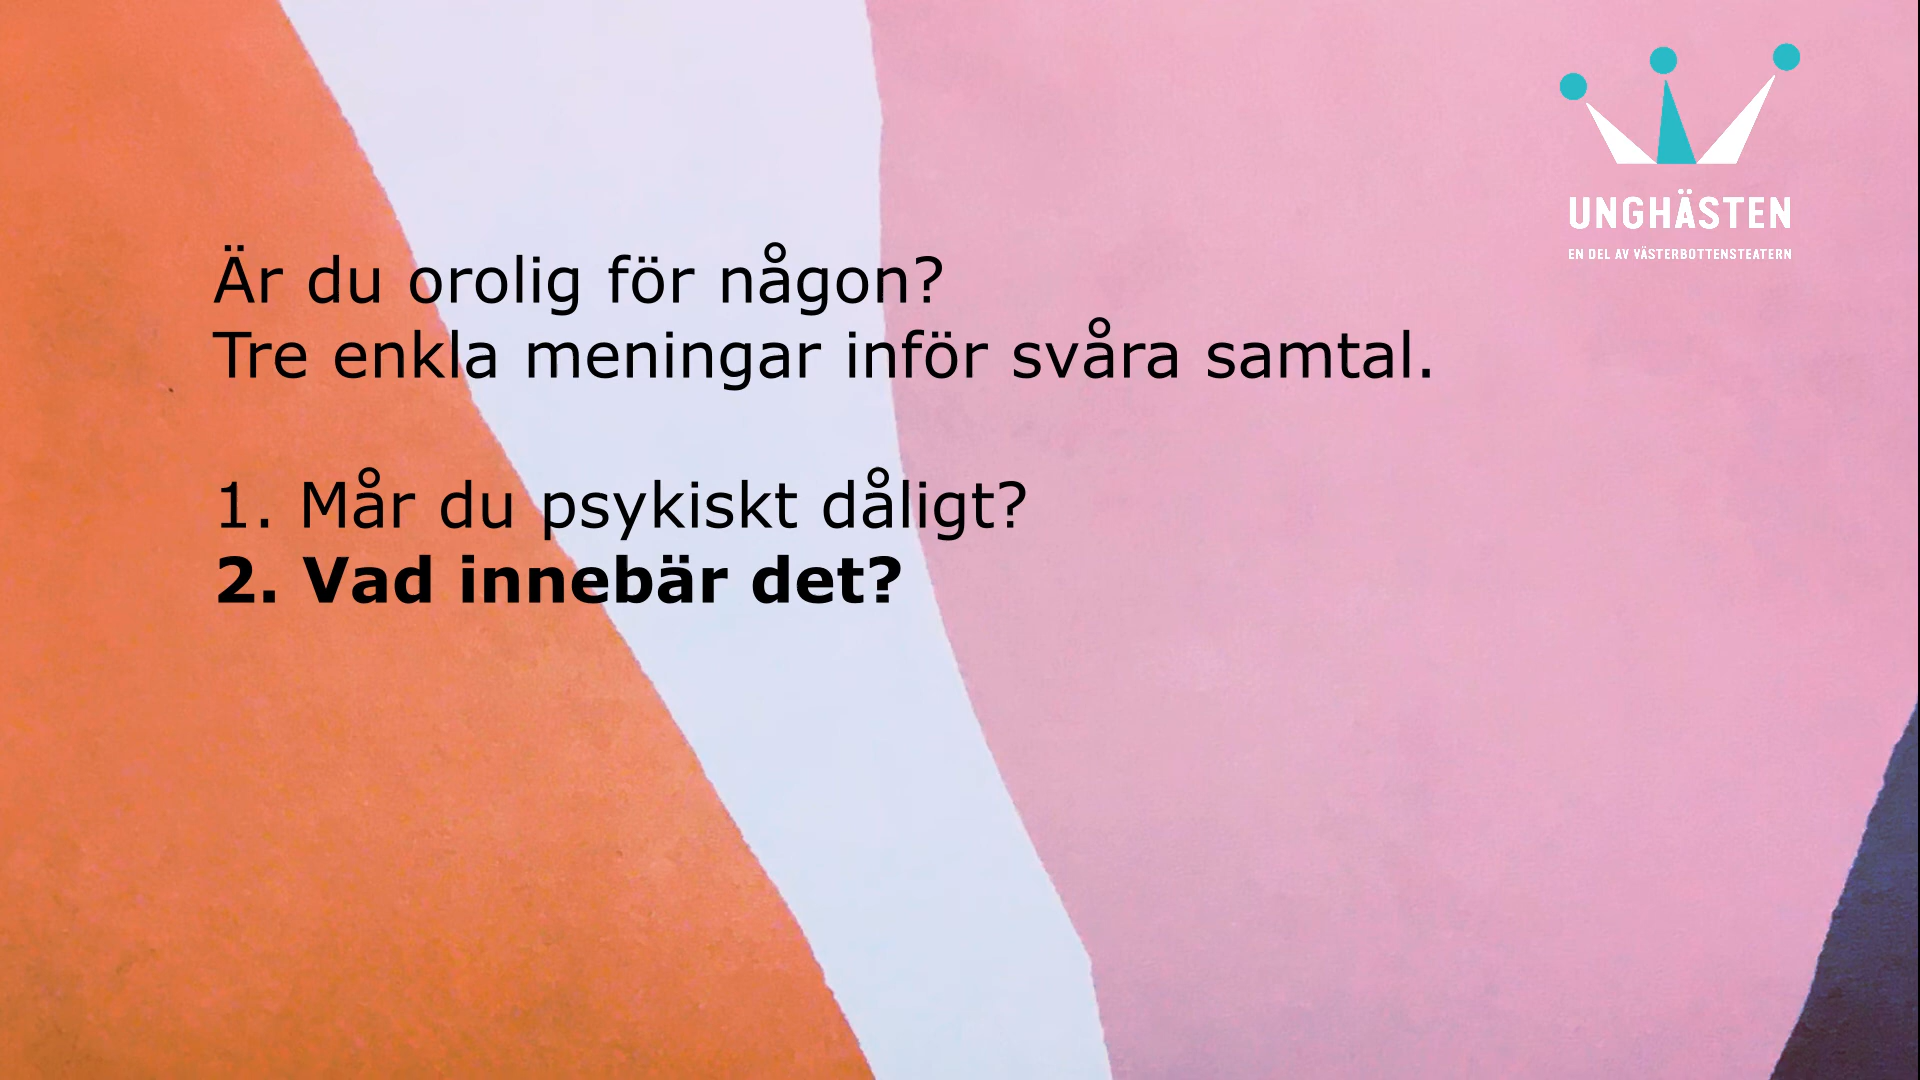 UNGHÄSTEN
EN DEL AV VÄSTERBOTTENSTEATERN
Är du orolig för någon?
Tre enkla meningar inför svåra samtal.
1. Mår du psykiskt dåligt?
2. Vad innebär det?